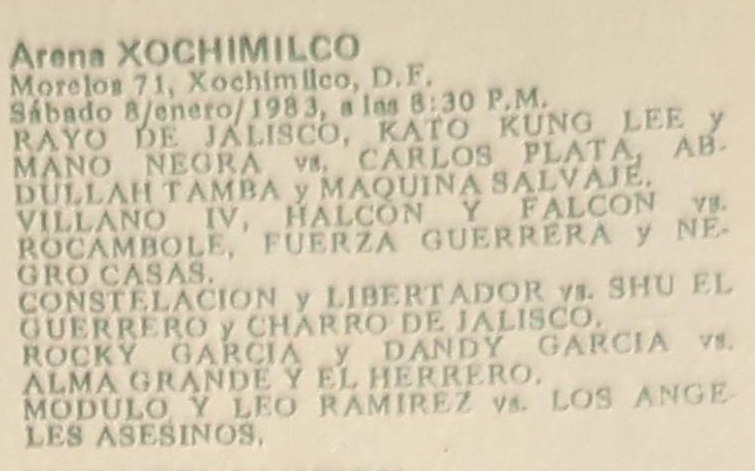 Arena XOCHIMILCO
Morelos 71, Xochimilco, D.F.
Sábado 8/enero/1983, a las 8:30 P.M.
RAYO DE JALISCO, KATO KUNG LEE y
MANO NEGRA vs. CARLOS PLATA, AB-
DULLAH TAMBA y MAQUINA SALVAJE.
VILLANO IV, HALCON Y FALCON vs.
ROCAMBOLE, FUERZA GUERRERA y NE-
GRO CASAS.
CONSTELACION y LIBERTADOR vs. SHU EL
GUERRERO y CHARRO DE JALISCO.
ROCKY GARCIA y DANDY GARCIA vs.
ALMA GRANDE Y EL HERRERO.
MODULO Y LEO RAMIREZ vs. LOS ANGE-
LES ASESINOS.